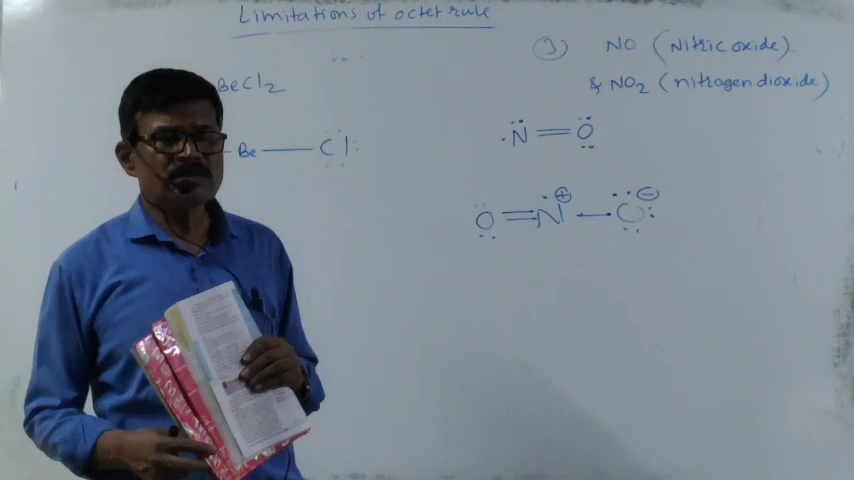 Limitations of octet rule
BeCl2
Be — Cl
3) NO (Nitric oxide)
& NO2 (nitrogen dioxide)
N = O
O = N⊕ — O⊖